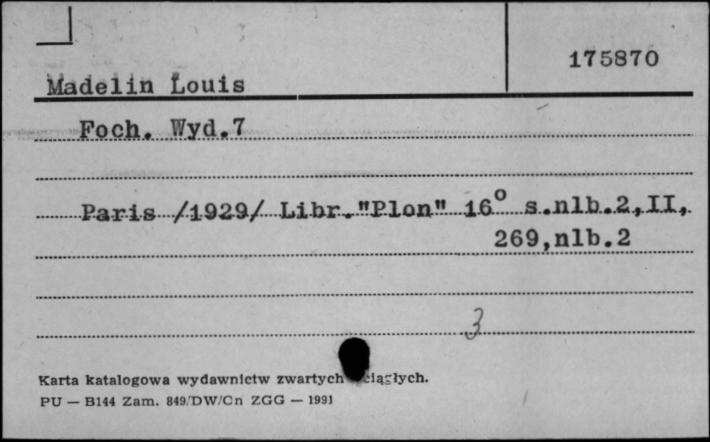 175870
Madelin Louis
Foch. Wyd.7
Paris /1929/ Libr."Plon" 16° s.nlb.2,II,
269,nlb.2
3
Karta katalogowa wydawnictw zwartych ciągłych.
PU — B144 Zam. 849/DW/Cn ZGG — 1991